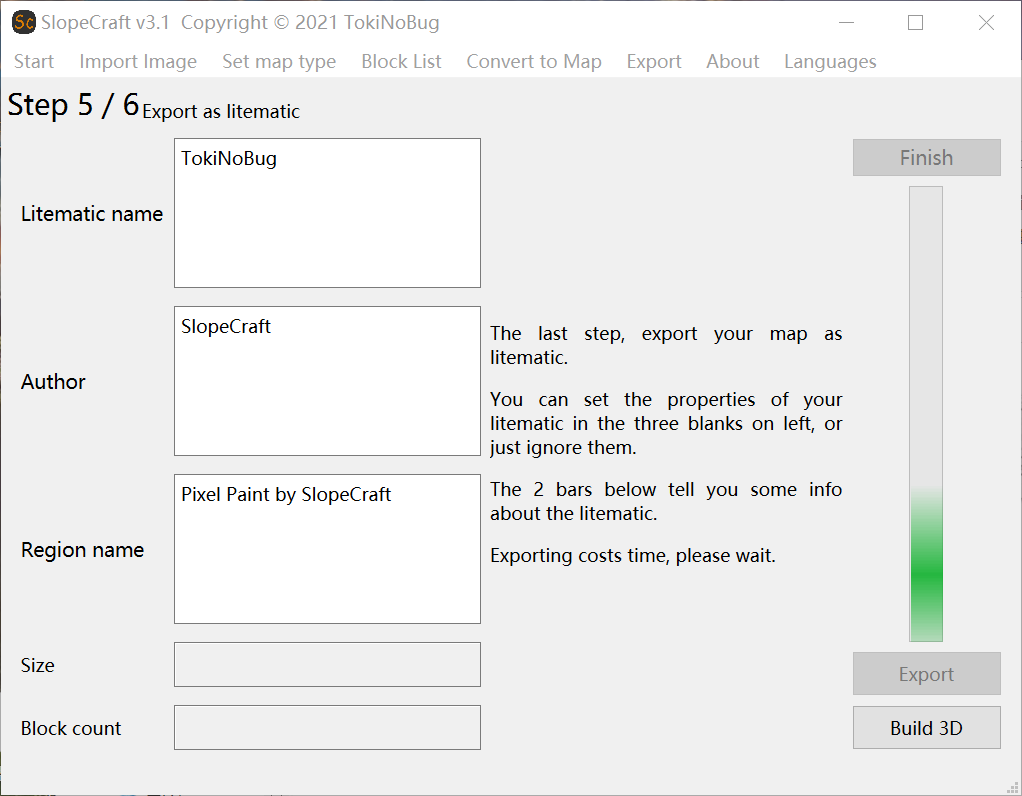 Sc SlopeCraft v3.1 Copyright © 2021 TokiNoBug
Start Import Image Set map type Block List Convert to Map Export About Languages
Step 5 / 6 Export as litematic
Litematic name
TokiNoBug
Author
SlopeCraft
Region name
Pixel Paint by SlopeCraft
Size
Block count
The last step, export your map as
litematic.
You can set the properties of your
litematic in the three blanks on left, or
just ignore them.
The 2 bars below tell you some info
about the litematic.
Exporting costs time, please wait.
Finish
Export
Build 3D